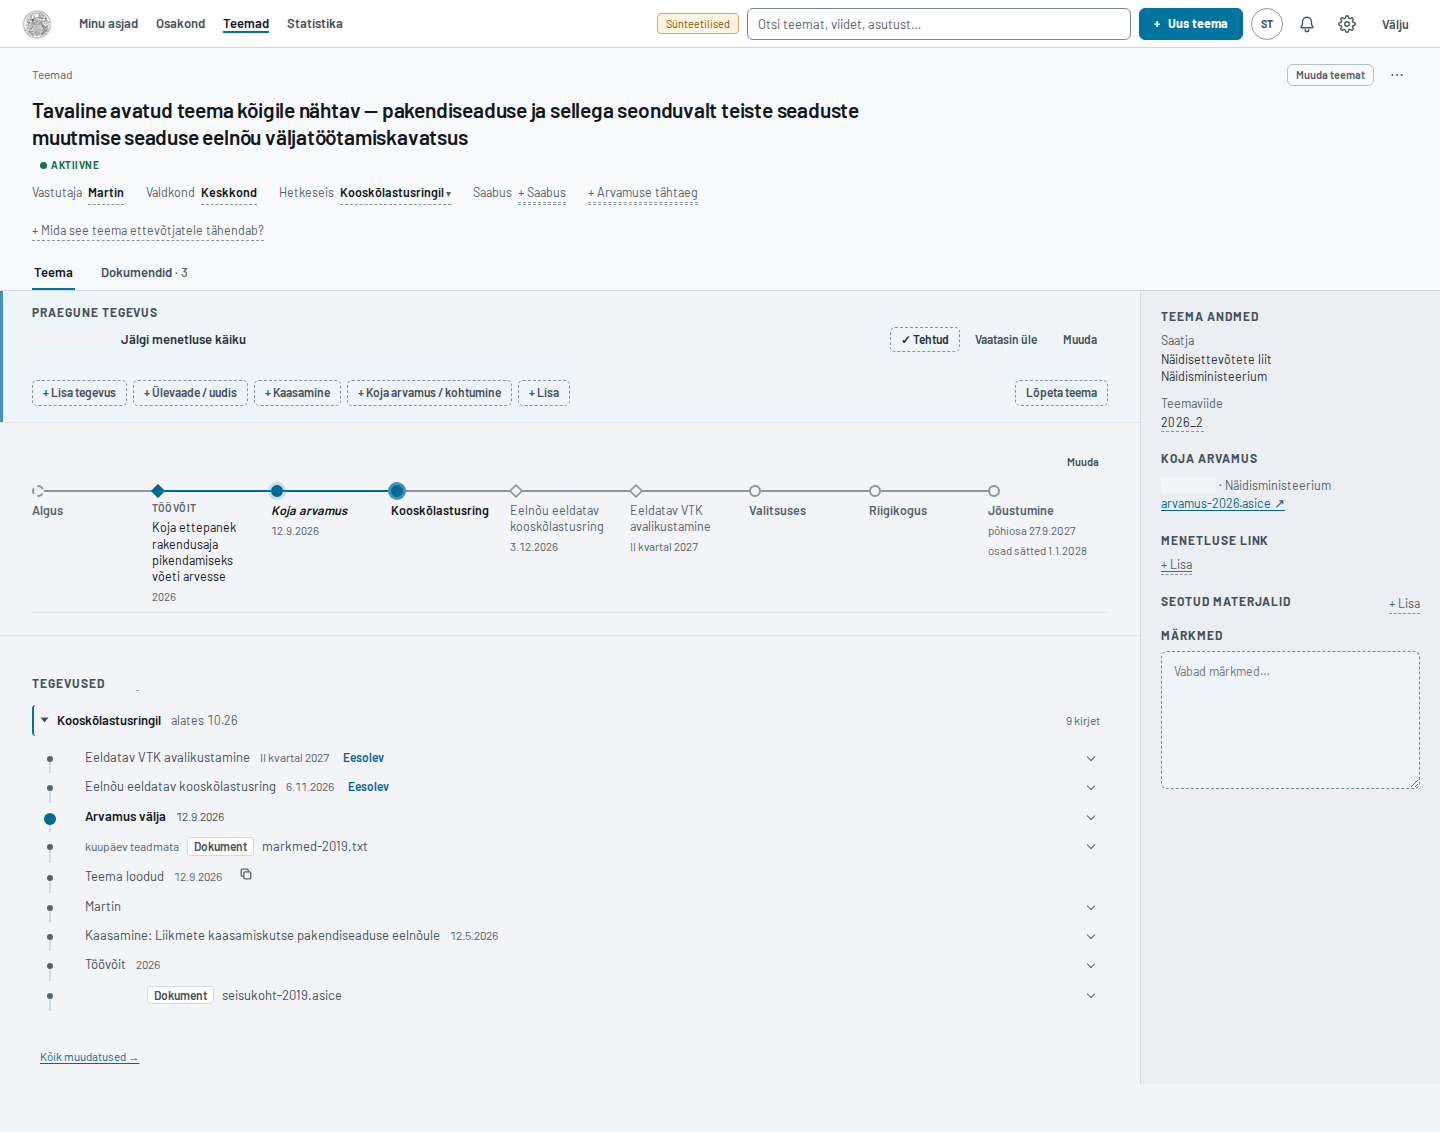 Minu asjad Osakond Teemad Statistika Sünteetilised Otsi teemat, viidet, asutust... + Uus teema ST Välju
Teemad Muuda teemat ...
Tavaline avatud teema kõigile nähtav — pakendiseaduse ja sellega seonduvalt teiste seaduste
muutmise seaduse eelnõu väljatöötamiskavatsus
AKTIIVNE
Vastutaja Martin Valdkond Keskkond Hetkeseis Kooskõlastusringil ▾ Saabus + Saabus + Arvamuse tähtaeg
+ Mida see teema ettevõtjatele tähendab?
Teema Dokumendid · 3
PRAEGUNE TEGEVUS
Jälgi menetluse käiku ✓ Tehtud Vaatasin üle Muuda
+ Lisa tegevus + Ülevaade / uudis + Kaasamine + Koja arvamus / kohtumine + Lisa Lõpeta teema
Muuda
Algus
TÖÖVÕIT
Koja ettepanek
rakendusaja
pikendamiseks
võeti arvesse
2026
Koja arvamus
12.9.2026
Kooskõlastusring
Eelnõu eeldatav
kooskõlastusring
3.12.2026
Eeldatav VTK
avalikustamine
II kvartal 2027
Valitsuses
Riigikogus
Jõustumine
põhiosa 27.9.2027
osad sätted 1.1.2028
TEGEVUSED
Kooskõlastusringil alates 10.26 9 kirjet
Eeldatav VTK avalikustamine II kvartal 2027 Eesolev
Eelnõu eeldatav kooskõlastusring 6.11.2026 Eesolev
Arvamus välja 12.9.2026
kuupäev teadmata Dokument markmed-2019.txt
Teema loodud 12.9.2026
Martin
Kaasamine: Liikmete kaasamiskutse pakendiseaduse eelnõule 12.5.2026
Töövõit 2026
Dokument seisukoht-2019.asice
Kõik muudatused →
TEEMA ANDMED
Saatja
Näidisettevõtete liit
Näidisministeerium
Teemaviide
2026_2
KOJA ARVAMUS
· Näidisministeerium
arvamus-2026.asice ↗
MENETLUSE LINK
+ Lisa
SEOTUD MATERJALID + Lisa
MÄRKMED
Vabad märkmed...